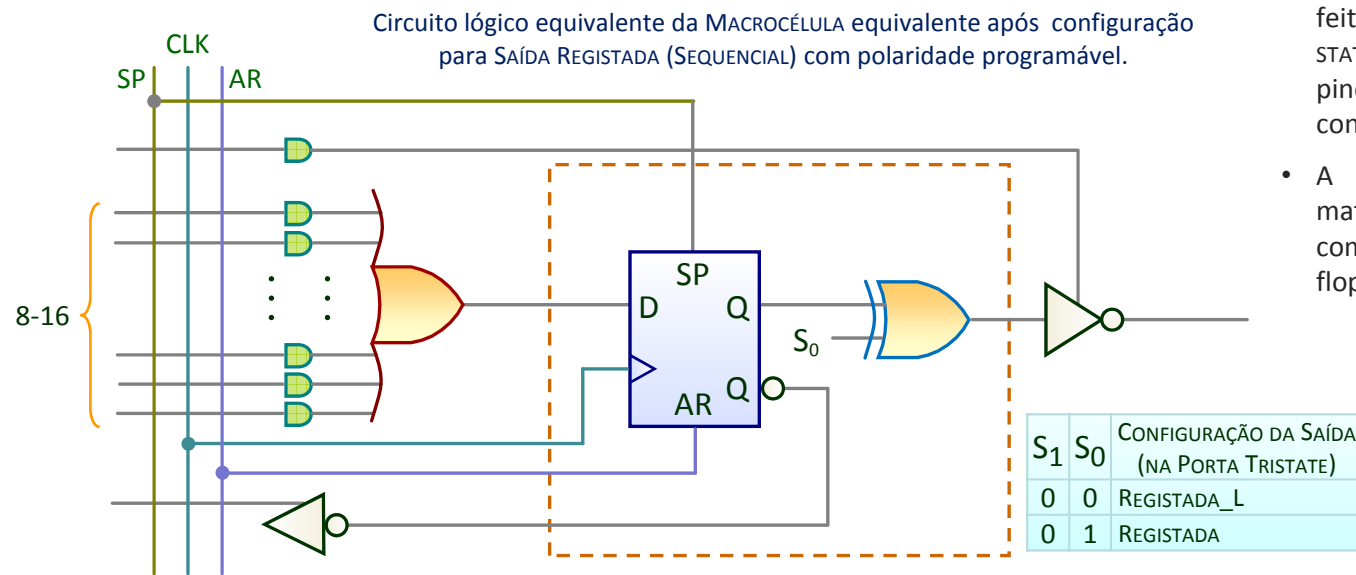 Circuito lógico equivalente da MACROCÉLULA equivalente após configuração
para SAÍDA REGISTADA (SEQUENCIAL) com polaridade programável.
CLK
SP
AR
8-16
SP
D
Q
Q
AR
S0
S1 S0 CONFIGURAÇÃO DA SAÍDA
(NA PORTA TRISTATE)
0 0 REGISTADA_L
0 1 REGISTADA
feit
STAT
pin
con
• A
mat
com
flop